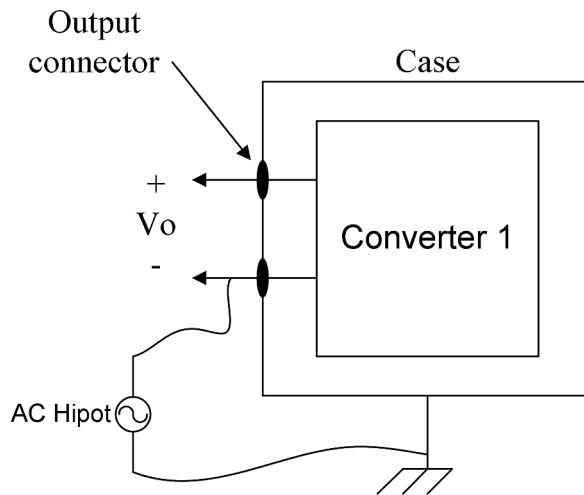 Output
connector
Case
+
Vo
-
Converter 1
AC Hipot